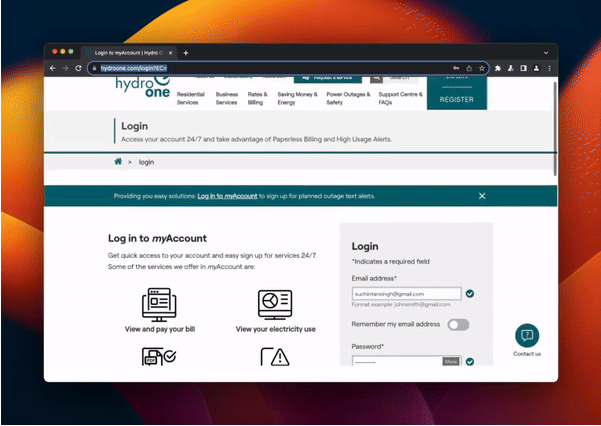 Login to myAccount | Hydro O
hydroone.com/login?EC=
hydro
one
Request a service
Search
REGISTER
Residential
Services
Business
Services
Rates &
Billing
Saving Money &
Energy
Power Outages &
Safety
Support Centre &
FAQs
Login
Access your account 24/7 and take advantage of Paperless Billing and High Usage Alerts.
> login
Providing you easy solutions. Log in to myAccount to sign up for planned outage text alerts.
Log in to myAccount
Get quick access to your account and easy sign up for services 24/7.
Some of the services we offer in myAccount are:
View and pay your bill
View your electricity use
PDF
Login
*Indicates a required field
Email address*
suchintansingh@gmail.com
Format example: johnsmith@gmail.com
Remember my email address
Password*
Show
Contact us